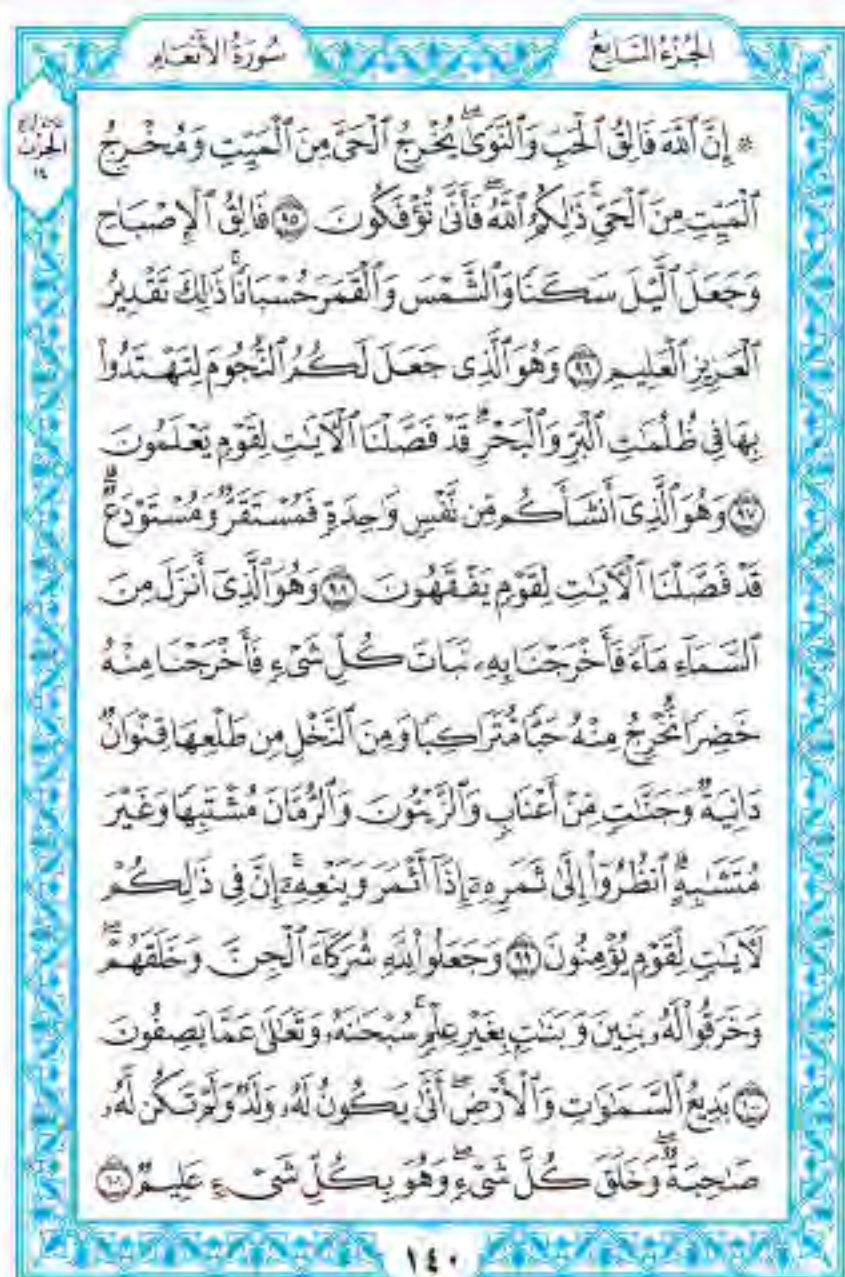 الجُزْءُ السَّابِعُ
سُورَةُ الأَنْعَامِ
الحِزْبُ
١٤
۞ إِنَّ ٱللَّهَ فَالِقُ ٱلْحَبِّ وَٱلنَّوَىٰۖ يُخْرِجُ ٱلْحَىَّ مِنَ ٱلْمَيِّتِ وَمُخْرِجُ
ٱلْمَيِّتِ مِنَ ٱلْحَىِّۚ ذَٰلِكُمُ ٱللَّهُۖ فَأَنَّىٰ تُؤْفَكُونَ ۝٩٥ فَالِقُ ٱلْإِصْبَاحِ
وَجَعَلَ ٱلَّيْلَ سَكَنًا وَٱلشَّمْسَ وَٱلْقَمَرَ حُسْبَانًاۚ ذَٰلِكَ تَقْدِيرُ
ٱلْعَزِيزِ ٱلْعَلِيمِ ۝٩٦ وَهُوَ ٱلَّذِى جَعَلَ لَكُمُ ٱلنُّجُومَ لِتَهْتَدُوا۟
بِهَا فِى ظُلُمَٰتِ ٱلْبَرِّ وَٱلْبَحْرِۗ قَدْ فَصَّلْنَا ٱلْءَايَٰتِ لِقَوْمٍ يَعْلَمُونَ
۝٩٧ وَهُوَ ٱلَّذِىٓ أَنشَأَكُم مِّن نَّفْسٍ وَٰحِدَةٍ فَمُسْتَقَرٌّ وَمُسْتَوْدَعٌۗ
قَدْ فَصَّلْنَا ٱلْءَايَٰتِ لِقَوْمٍ يَفْقَهُونَ ۝٩٨ وَهُوَ ٱلَّذِىٓ أَنزَلَ مِنَ
ٱلسَّمَآءِ مَآءً فَأَخْرَجْنَا بِهِۦ نَبَاتَ كُلِّ شَىْءٍ فَأَخْرَجْنَا مِنْهُ
خَضِرًا نُّخْرِجُ مِنْهُ حَبًّا مُّتَرَاكِبًا وَمِنَ ٱلنَّخْلِ مِن طَلْعِهَا قِنْوَانٌ
دَانِيَةٌ وَجَنَّٰتٍ مِّنْ أَعْنَابٍ وَٱلزَّيْتُونَ وَٱلرُّمَّانَ مُشْتَبِهًا وَغَيْرَ
مُتَشَٰبِهٍۗ ٱنظُرُوٓا۟ إِلَىٰ ثَمَرِهِۦٓ إِذَآ أَثْمَرَ وَيَنْعِهِۦٓۚ إِنَّ فِى ذَٰلِكُمْ
لَءَايَٰتٍ لِّقَوْمٍ يُؤْمِنُونَ ۝٩٩ وَجَعَلُوا۟ لِلَّهِ شُرَكَآءَ ٱلْجِنَّ وَخَلَقَهُمْۖ
وَخَرَقُوا۟ لَهُۥ بَنِينَ وَبَنَٰتٍۭ بِغَيْرِ عِلْمٍۚ سُبْحَٰنَهُۥ وَتَعَٰلَىٰ عَمَّا يَصِفُونَ
۝١٠٠ بَدِيعُ ٱلسَّمَٰوَٰتِ وَٱلْأَرْضِۖ أَنَّىٰ يَكُونُ لَهُۥ وَلَدٌ وَلَمْ تَكُن لَّهُۥ
صَٰحِبَةٌۖ وَخَلَقَ كُلَّ شَىْءٍۖ وَهُوَ بِكُلِّ شَىْءٍ عَلِيمٌ ۝١٠١
١٤٠